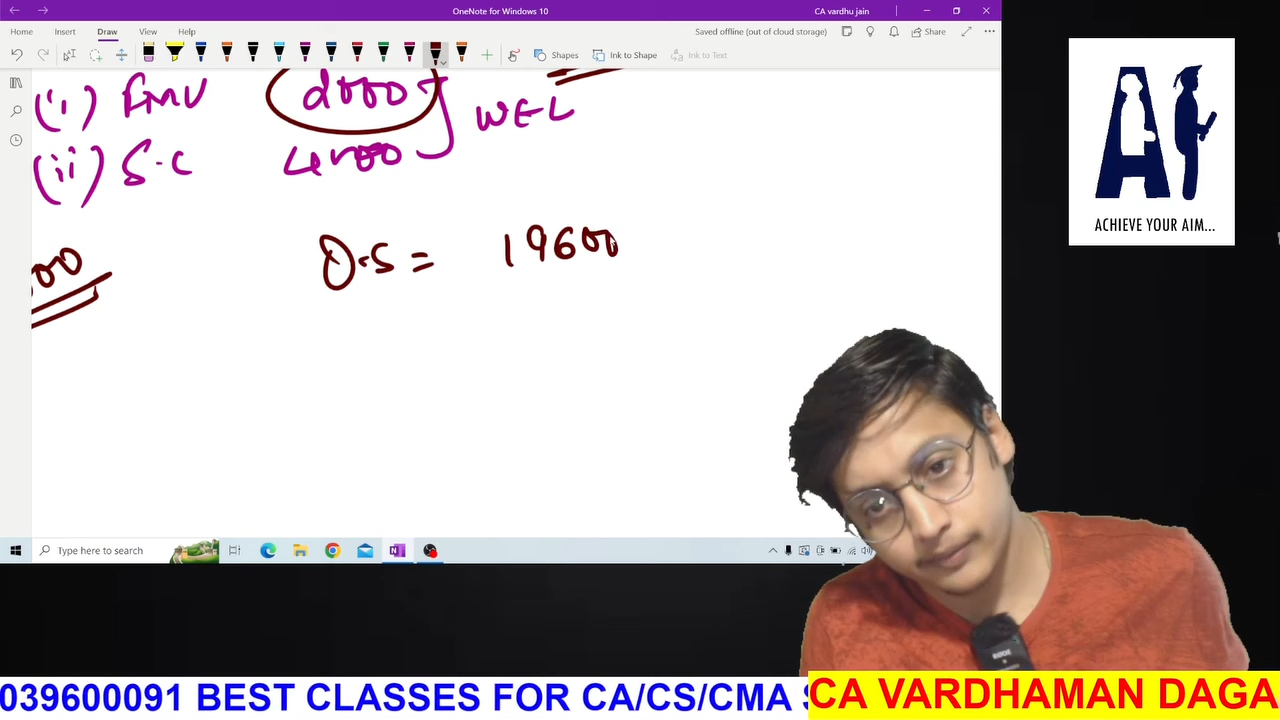 OneNote for Windows 10
CA vardhu jain
Home Insert Draw View Help
Saved offline (out of cloud storage) Share
Shapes Ink to Shape Ink to Text
(i) FMV 2000
(ii) S.C 4000
WEL
00
O.S = 19600
ACHIEVE YOUR AIM...
Type here to search
RODE
039600091 BEST CLASSES FOR CA/CS/CMA S
CA VARDHAMAN DAGA